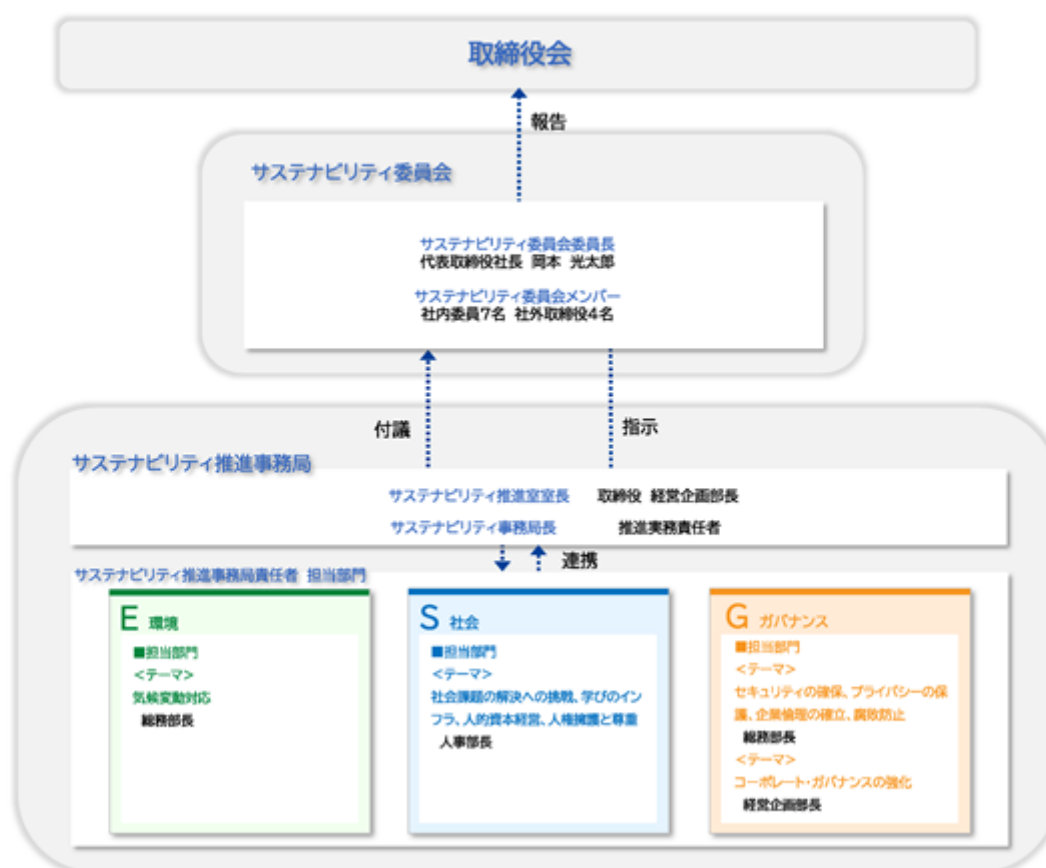 取締役会
報告
サステナビリティ委員会
サステナビリティ委員会委員長
代表取締役社長 岡本 光太郎
サステナビリティ委員会メンバー
社内委員7名 社外取締役4名
付議
指示
サステナビリティ推進事務局
サステナビリティ推進室室長 取締役 経営企画部長
サステナビリティ事務局長 推進実務責任者
連携
サステナビリティ推進事務局責任者 担当部門
E 環境
■担当部門
<テーマ>
気候変動対応
総務部長
S 社会
■担当部門
<テーマ>
社会課題の解決への挑戦、学びのイン
フラ、人的資本経営、人権擁護と尊重
人事部長
G ガバナンス
■担当部門
<テーマ>
セキュリティの確保、プライバシーの保
護、企業倫理の確立、腐敗防止
総務部長
<テーマ>
コーポレート・ガバナンスの強化
経営企画部長